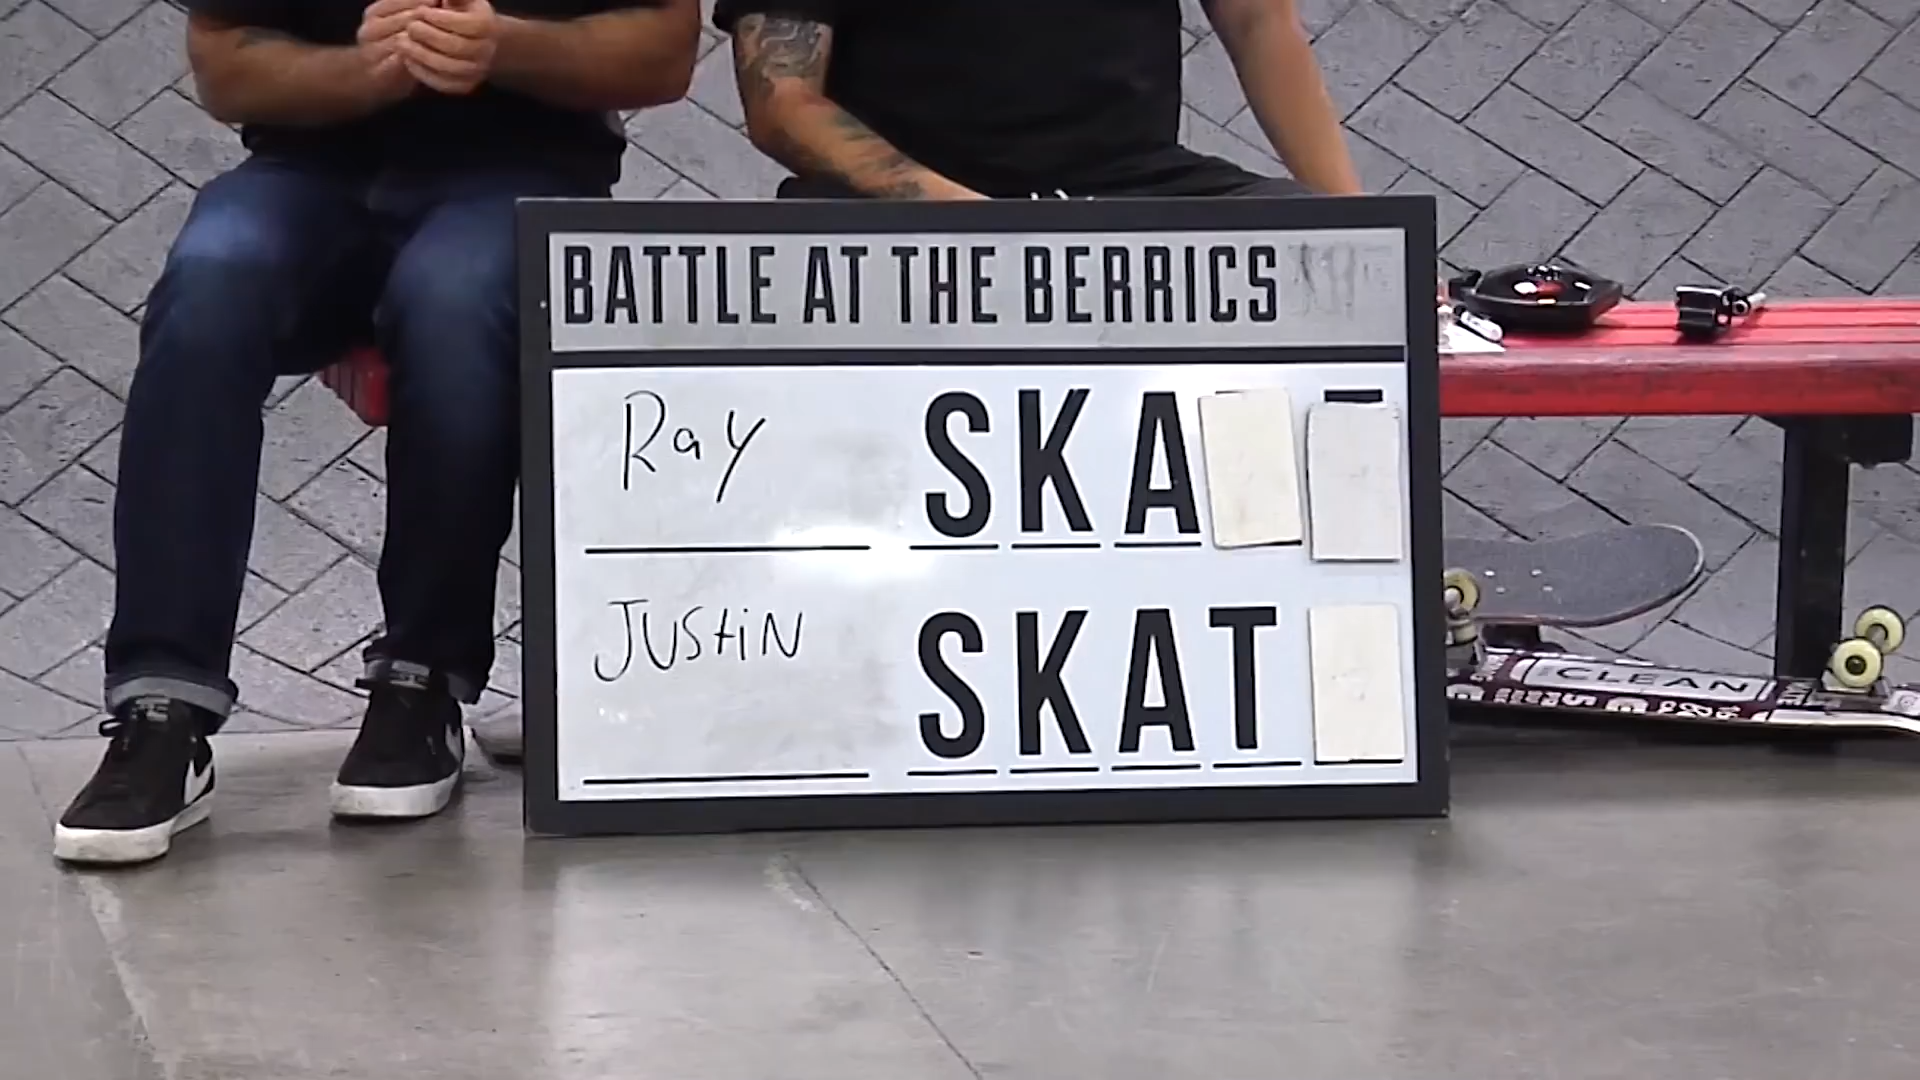 BATTLE AT THE BERRICS
Ray SKA
JUStiN SKAT
CLEAN